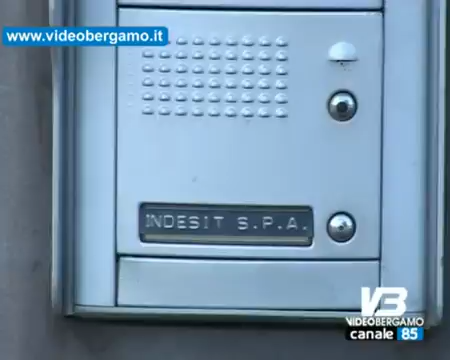 www.videobergamo.it
INDESIT S.P.A.
VB
VIDEOBERGAMO
canale 85